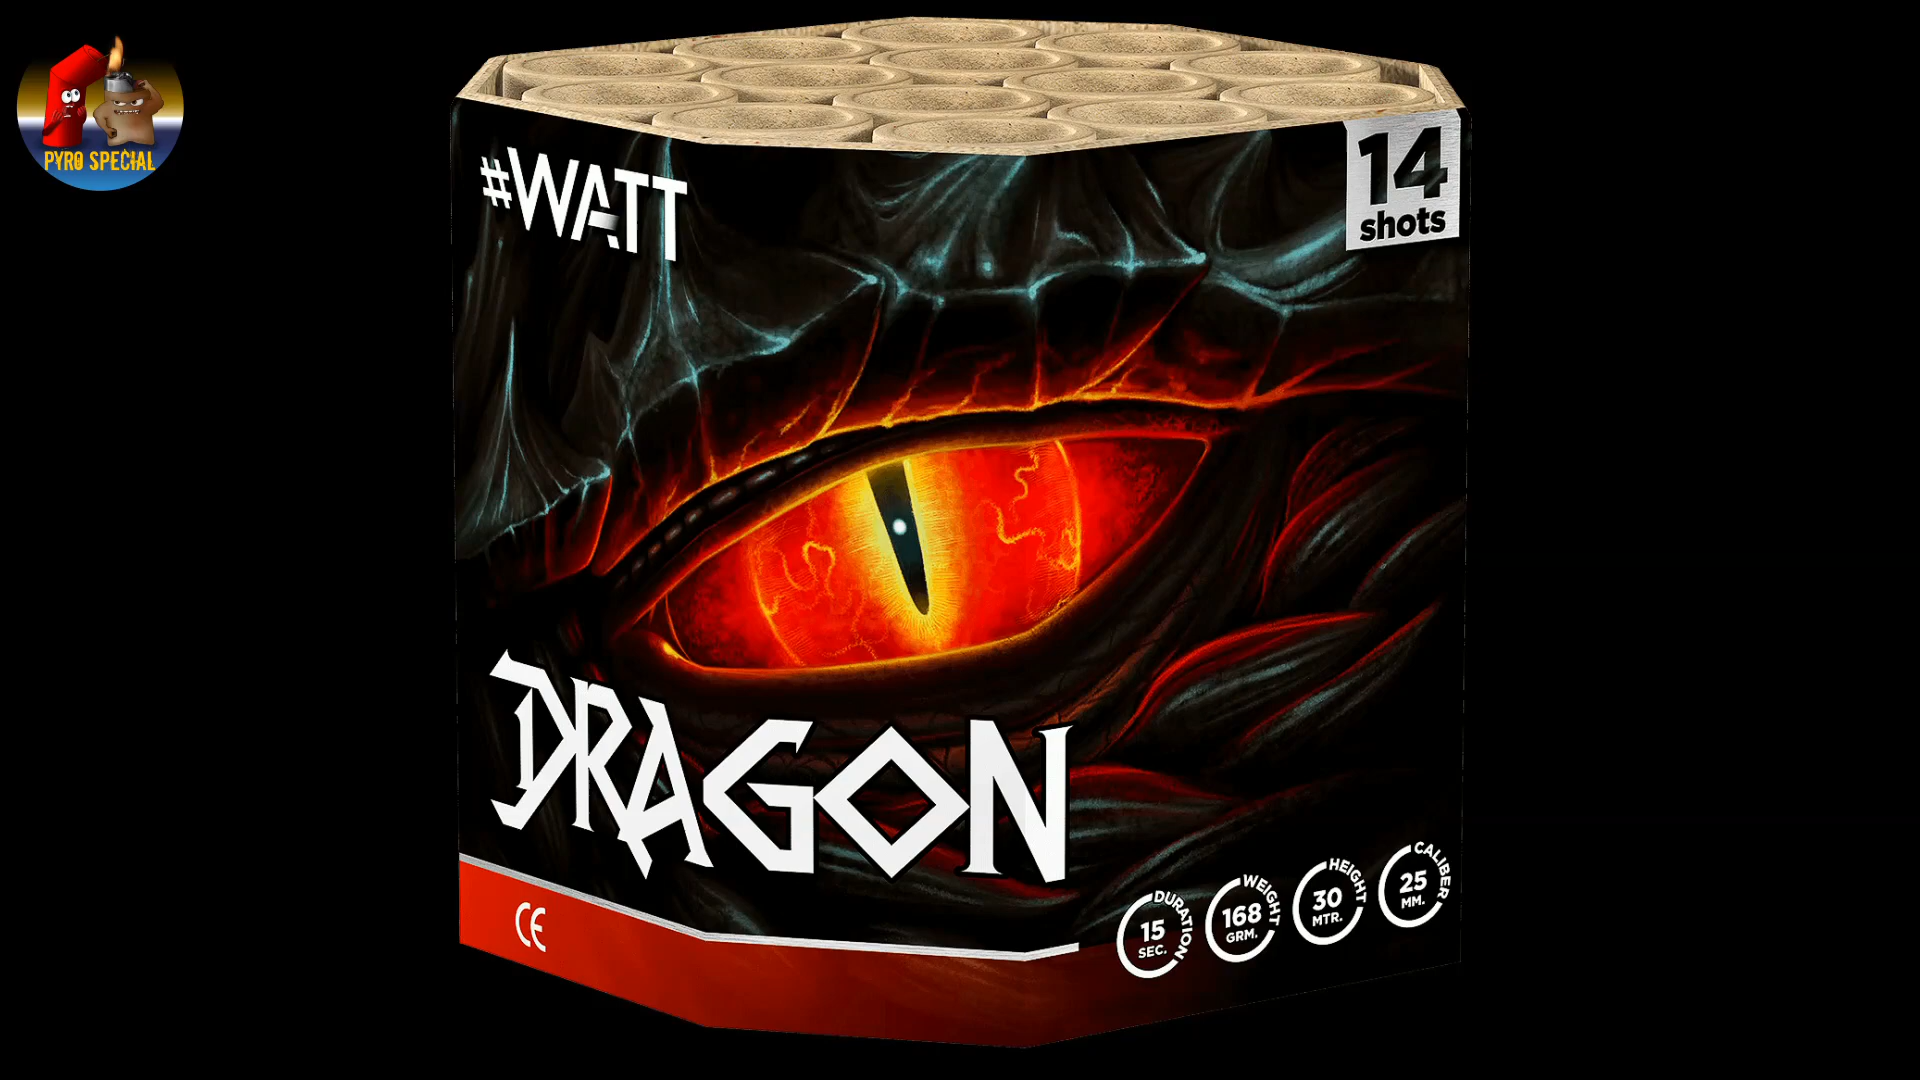 PYRO SPECIAL
#WATT
14
shots
DRAGON
CE
DURATION
15
SEC.
WEIGHT
168
GRM.
HEIGHT
30
MTR.
CALIBER
25
MM.